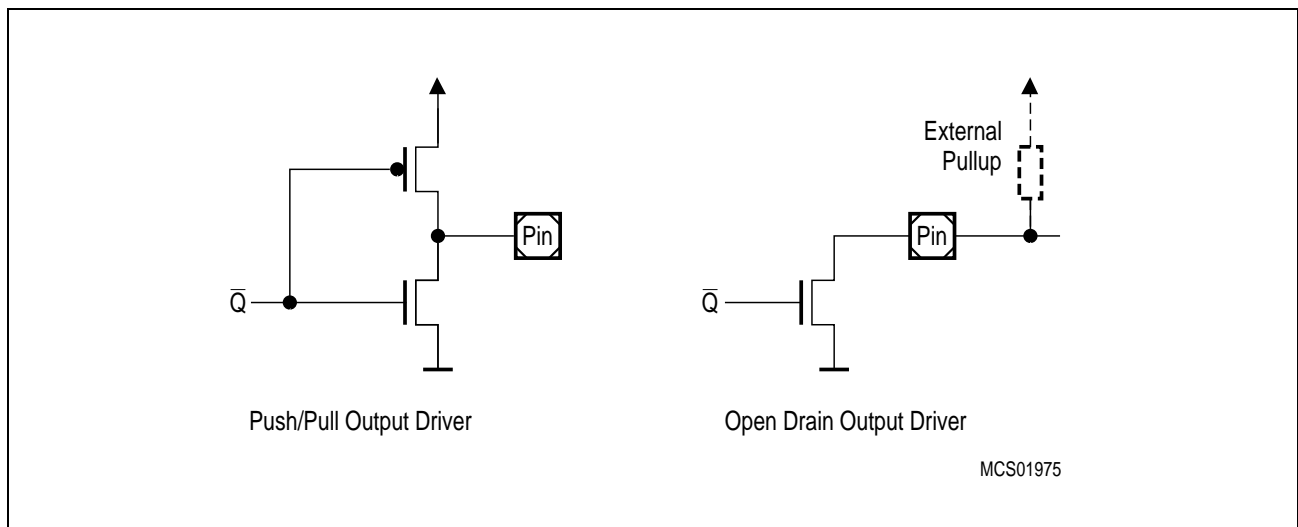 External
Pullup
Pin
Pin
Q̅
Q̅
Push/Pull Output Driver
Open Drain Output Driver
MCS01975